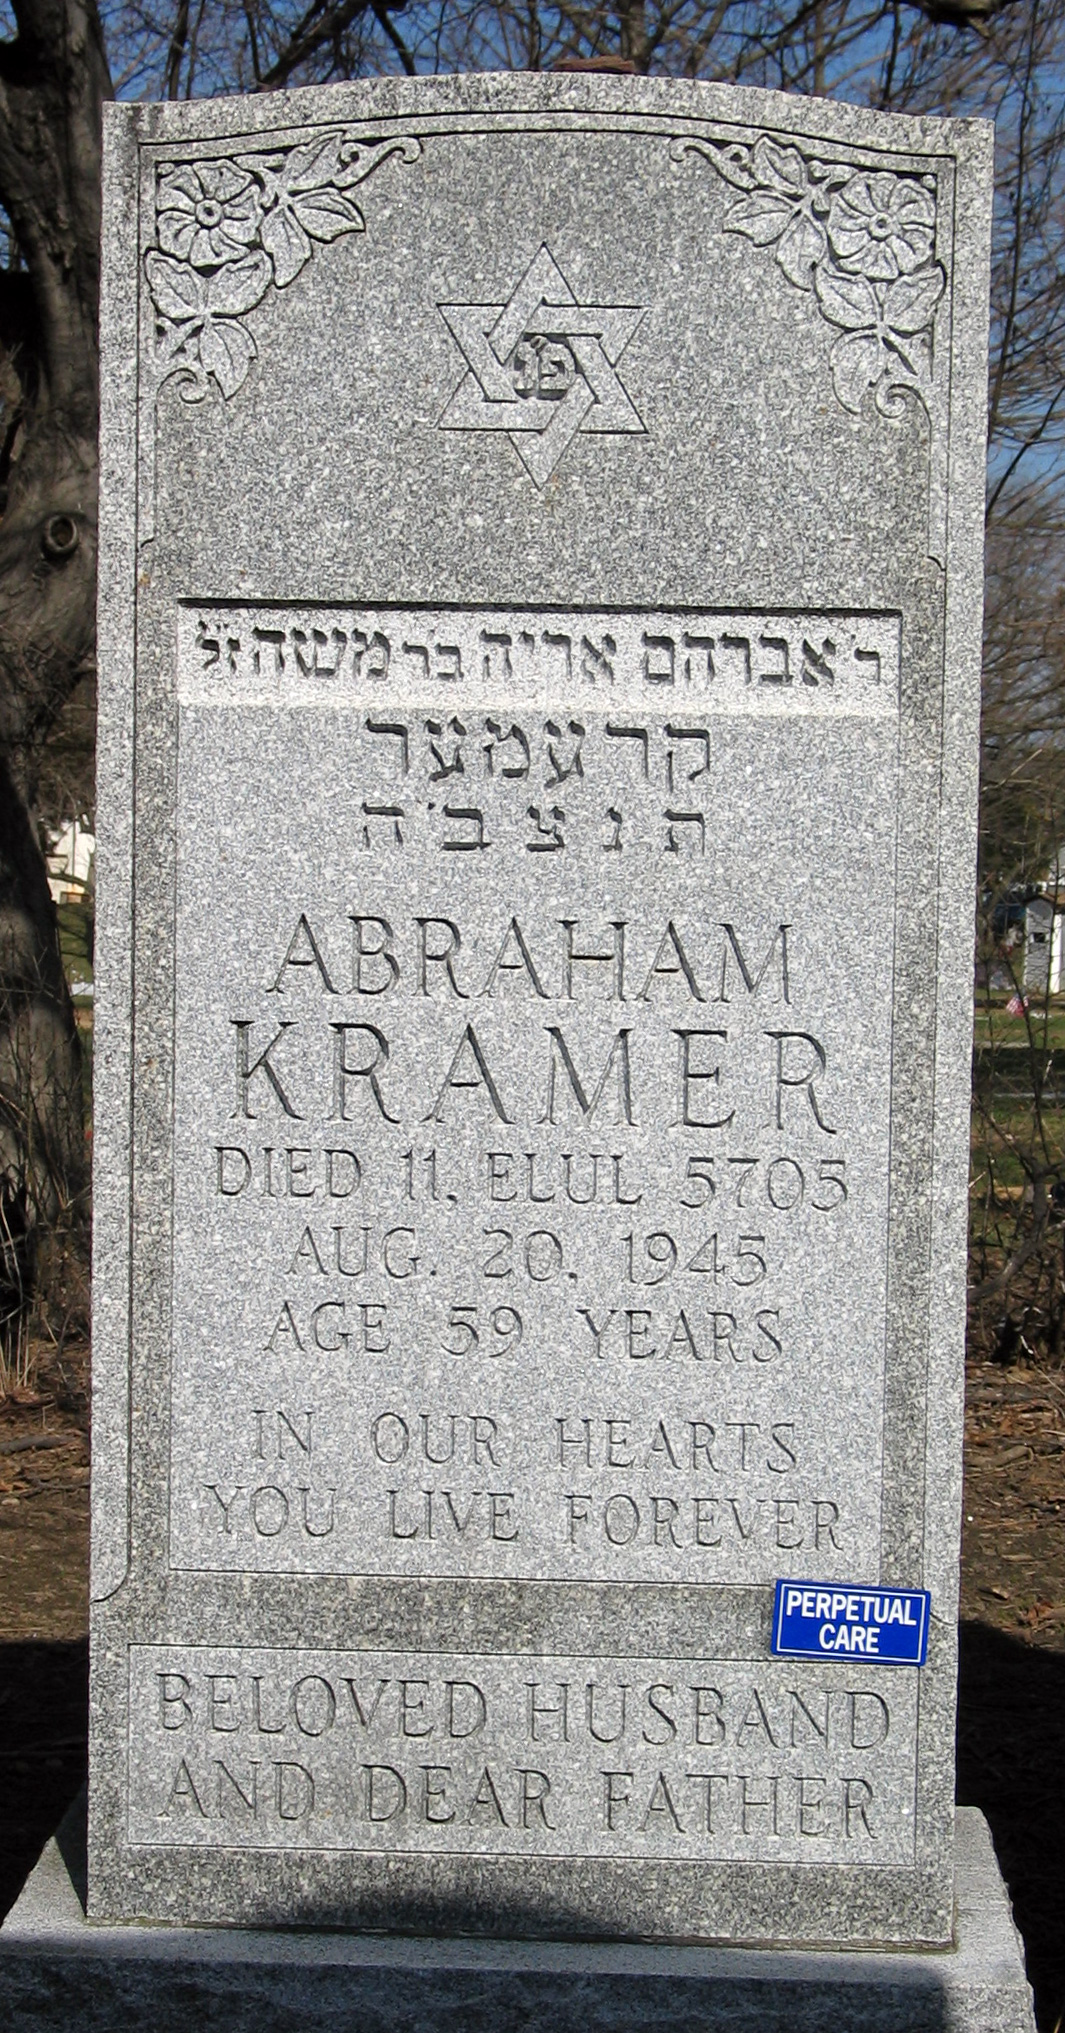 פ״נ
ר׳ אברהם אריה בר משה ז״ל
קרעמער
ת נ צ ב׳ ה
ABRAHAM
KRAMER
DIED 11, ELUL 5705
AUG. 20, 1945
AGE 59 YEARS
IN OUR HEARTS
YOU LIVE FOREVER
PERPETUAL
CARE
BELOVED HUSBAND
AND DEAR FATHER